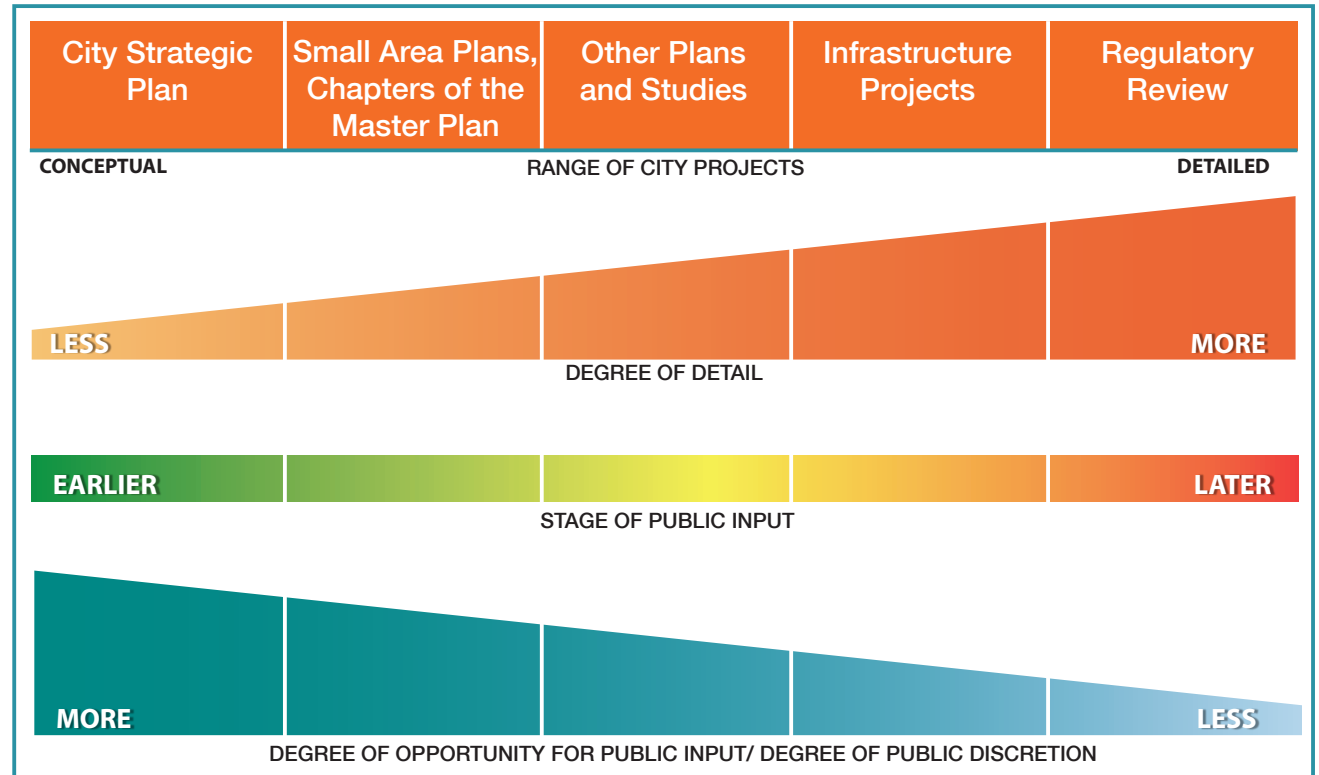 City Strategic
Plan
Small Area Plans,
Chapters of the
Master Plan
Other Plans
and Studies
Infrastructure
Projects
Regulatory
Review
CONCEPTUAL
RANGE OF CITY PROJECTS
DETAILED
LESS
MORE
DEGREE OF DETAIL
EARLIER
LATER
STAGE OF PUBLIC INPUT
MORE
LESS
DEGREE OF OPPORTUNITY FOR PUBLIC INPUT/ DEGREE OF PUBLIC DISCRETION